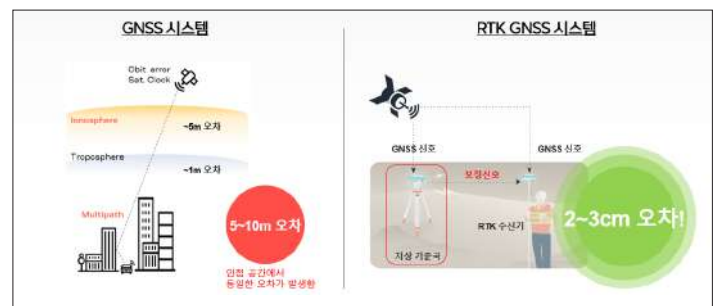 GNSS 시스템
Obit error
Sat. Clock
Ionosphere
~5m 오차
Troposphere
~1m 오차
Multipath
5~10m 오차
인접 공간에서
동일한 오차가 발생함
RTK GNSS 시스템
GNSS 신호
GNSS 신호
보정신호
RTK 수신기
지상 기준국
2~3cm 오차!